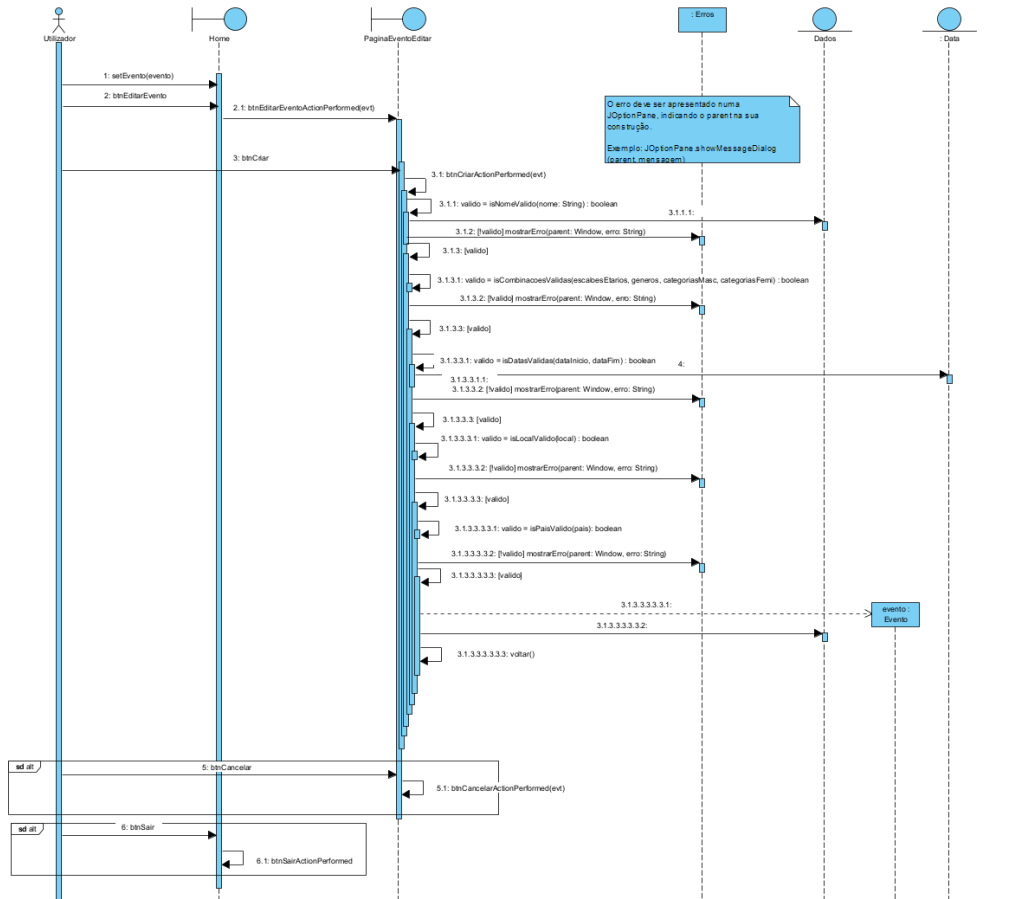 Utilizador
Home
PaginaEventoEditar
: Erros
Dados
: Data
1: setEvento(evento)
2: btnEditarEvento
2.1: btnEditarEventoActionPerformed(evt)
O erro deve ser apresentado numa
JOptionPane, indicando o parent na sua
construção.
Exemplo: JOptionPane.showMessageDialog
(parent, mensagem)
3: btnCriar
3.1: btnCriarActionPerformed(evt)
3.1.1: valido = isNomeValido(nome: String) : boolean
3.1.1.1:
3.1.2: [!valido] mostrarErro(parent: Window, erro: String)
3.1.3: [valido]
3.1.3.1: valido = isCombinacoesValidas(escaloesEtarios, generos, categoriasMasc, categoriasFemi) : boolean
3.1.3.2: [!valido] mostrarErro(parent: Window, erro: String)
3.1.3.3: [valido]
3.1.3.3.1: valido = isDatasValidas(dataInicio, dataFim) : boolean
4:
3.1.3.3.1.1:
3.1.3.3.2: [!valido] mostrarErro(parent: Window, erro: String)
3.1.3.3.3: [valido]
3.1.3.3.3.1: valido = isLocalValido(local) : boolean
3.1.3.3.3.2: [!valido] mostrarErro(parent: Window, erro: String)
3.1.3.3.3.3: [valido]
3.1.3.3.3.3.1: valido = isPaisValido(pais): boolean
3.1.3.3.3.3.2: [!valido] mostrarErro(parent: Window, erro: String)
3.1.3.3.3.3.3: [valido]
3.1.3.3.3.3.3.1:
evento :
Evento
3.1.3.3.3.3.3.2:
3.1.3.3.3.3.3.3: voltar()
sd alt
5: btnCancelar
5.1: btnCancelarActionPerformed(evt)
sd alt
6: btnSair
6.1: btnSairActionPerformed